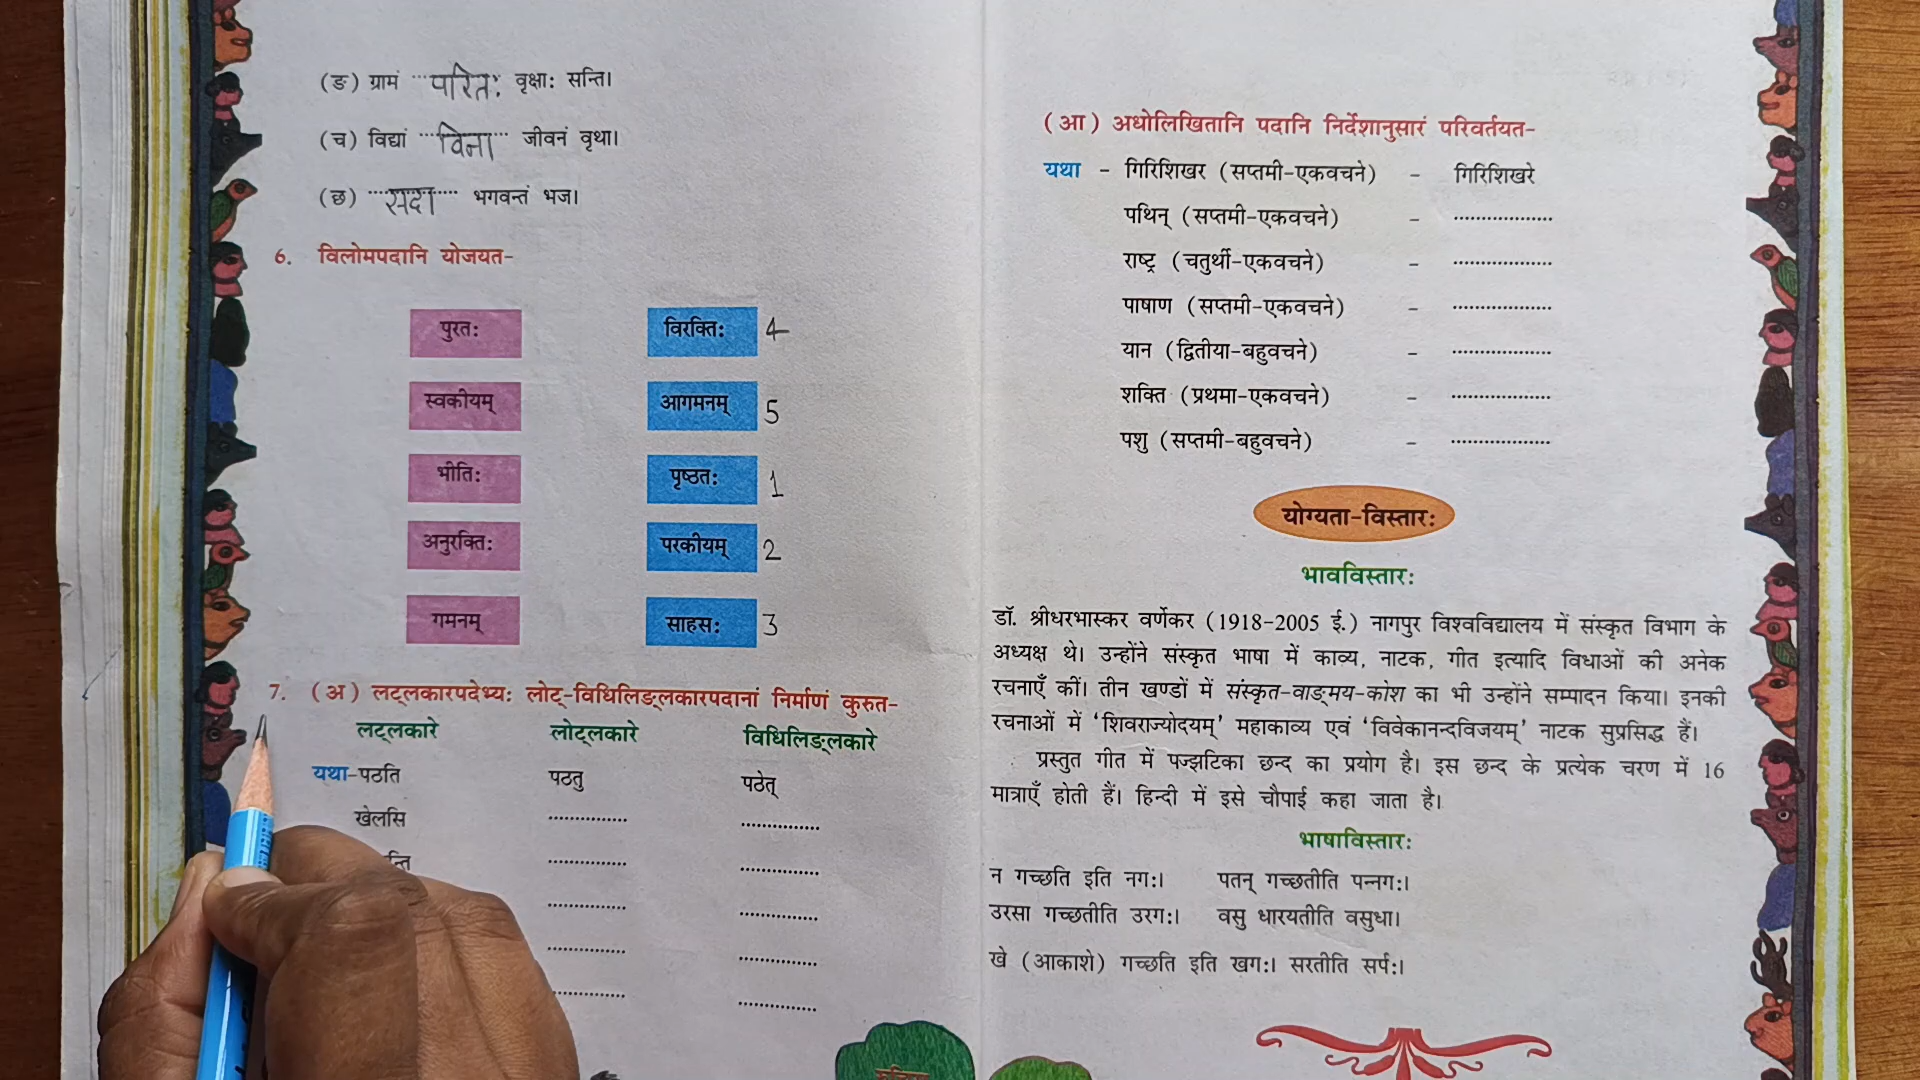 (ङ) ग्रामं ...परितः वृक्षाः सन्ति।
(च) विद्यां ...विना... जीवनं वृथा।
(छ) ...सदा... भगवन्तं भज।
6. विलोमपदानि योजयत-
पुरतः विरक्तिः 4
स्वकीयम् आगमनम् 5
भीतिः पृष्ठतः 1
अनुरक्तिः परकीयम् 2
गमनम् साहसः 3
7. (अ) लट्लकारपदेभ्यः लोट्-विधिलिङ्लकारपदानां निर्माणं कुरुत-
लट्लकारे लोट्लकारे विधिलिङ्लकारे
यथा-पठति पठतु पठेत्
खेलसि .................. ..................
.................. ..................
.................. ..................
.................. ..................
.................. ..................
(आ) अधोलिखितानि पदानि निर्देशानुसारं परिवर्तयत-
यथा - गिरिशिखर (सप्तमी-एकवचने) - गिरिशिखरे
पथिन् (सप्तमी-एकवचने) - ..................
राष्ट्र (चतुर्थी-एकवचने) - ..................
पाषाण (सप्तमी-एकवचने) - ..................
यान (द्वितीया-बहुवचने) - ..................
शक्ति (प्रथमा-एकवचने) - ..................
पशु (सप्तमी-बहुवचने) - ..................
योग्यता-विस्तारः
भावविस्तारः
डॉ. श्रीधरभास्कर वर्णेकर (1918-2005 ई.) नागपुर विश्वविद्यालय में संस्कृत विभाग के
अध्यक्ष थे। उन्होंने संस्कृत भाषा में काव्य, नाटक, गीत इत्यादि विधाओं की अनेक
रचनाएँ कीं। तीन खण्डों में संस्कृत-वाङ्मय-कोश का भी उन्होंने सम्पादन किया। इनकी
रचनाओं में ‘शिवराज्योदयम्’ महाकाव्य एवं ‘विवेकानन्दविजयम्’ नाटक सुप्रसिद्ध हैं।
प्रस्तुत गीत में पज्झटिका छन्द का प्रयोग है। इस छन्द के प्रत्येक चरण में 16
मात्राएँ होती हैं। हिन्दी में इसे चौपाई कहा जाता है।
भाषाविस्तारः
न गच्छति इति नगः। पतन् गच्छतीति पन्नगः।
उरसा गच्छतीति उरगः। वसु धारयतीति वसुधा।
खे (आकाशे) गच्छति इति खगः। सरतीति सर्पः।